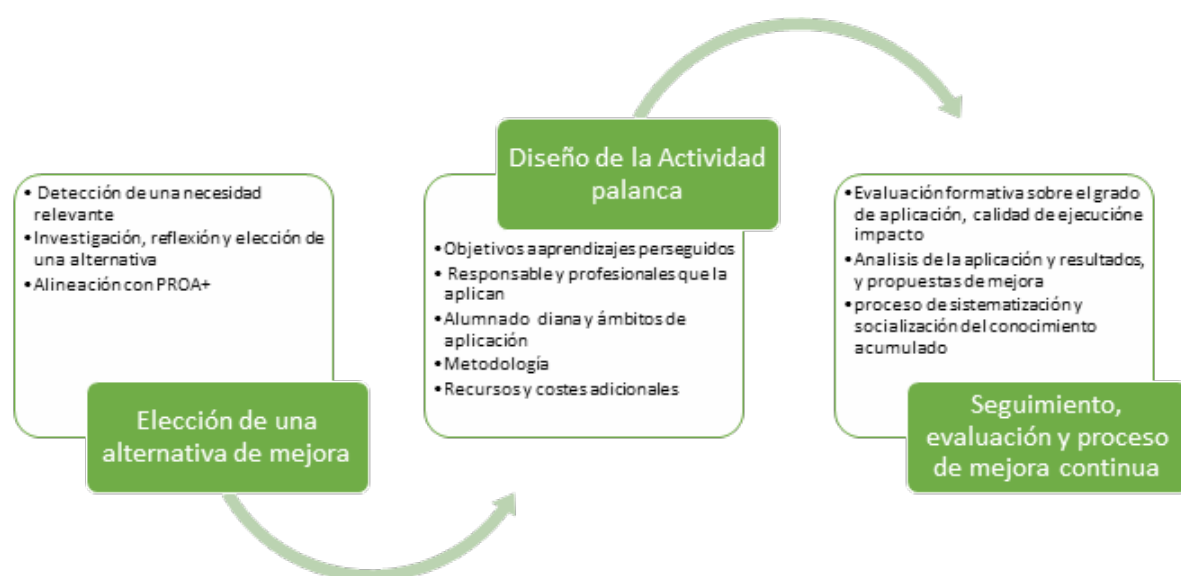 • Detección de una necesidad
relevante
•Investigación, reflexión y elección de
una alternativa
•Alineación con PROA+
Elección de una
alternativa de mejora
Diseño de la Actividad
palanca
•Objetivos aaprendizajes perseguidos
• Responsable y profesionales que la
aplican
•Alumnado diana y ámbitos de
aplicación
•Metodología
•Recursos y costes adicionales
•Evaluación formativa sobre el grado
de aplicación, calidad de ejecucióne
impacto
•Analisis de la aplicación y resultados,
y propuestas de mejora
•proceso de sistematización y
socialización del conocimiento
acumulado
Seguimiento,
evaluación y proceso
de mejora continua